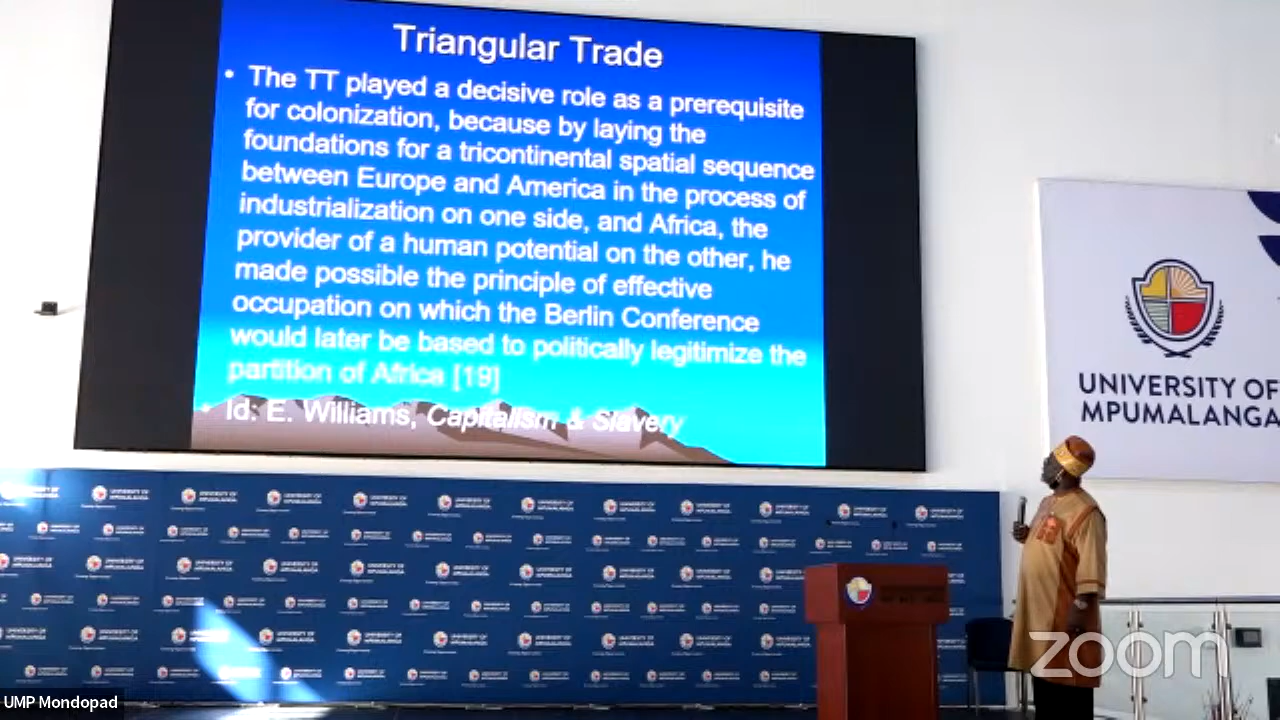 Triangular Trade
• The TT played a decisive role as a prerequisite
for colonization, because by laying the
foundations for a tricontinental spatial sequence
between Europe and America in the process of
industrialization on one side, and Africa, the
provider of a human potential on the other, he
made possible the principle of effective
occupation on which the Berlin Conference
would later be based to politically legitimize the
partition of Africa [19]
• Id. E. Williams, Capitalism & Slavery
UNIVERSITY OF
MPUMALANGA
UNIVERSITY OF
MPUMALANGA
zoom
UMP Mondopad